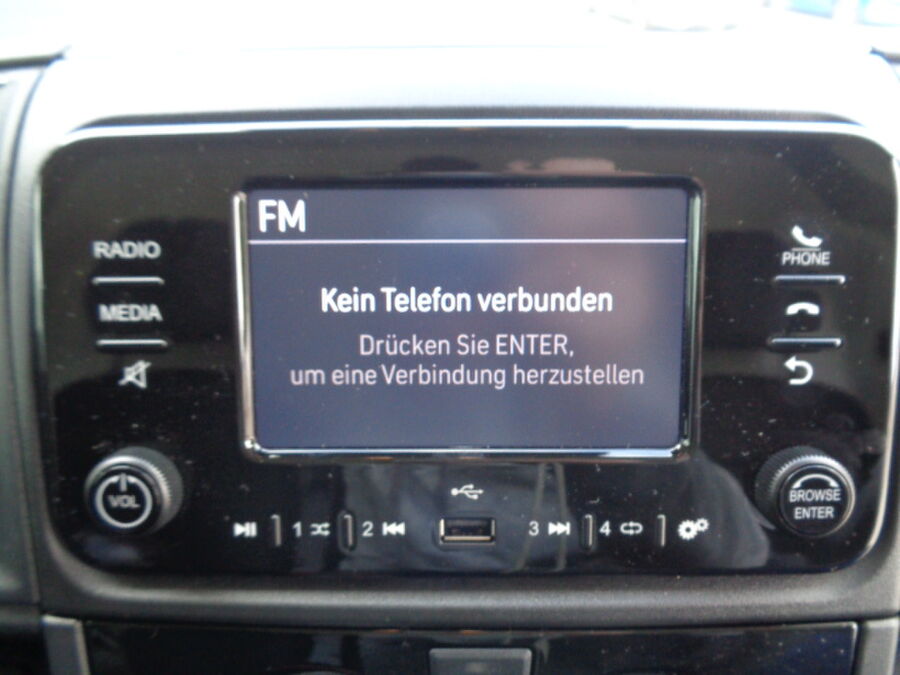 FM
RADIO
MEDIA
Kein Telefon verbunden
Drücken Sie ENTER,
um eine Verbindung herzustellen
PHONE
VOL
1
2
3
4
BROWSE
ENTER